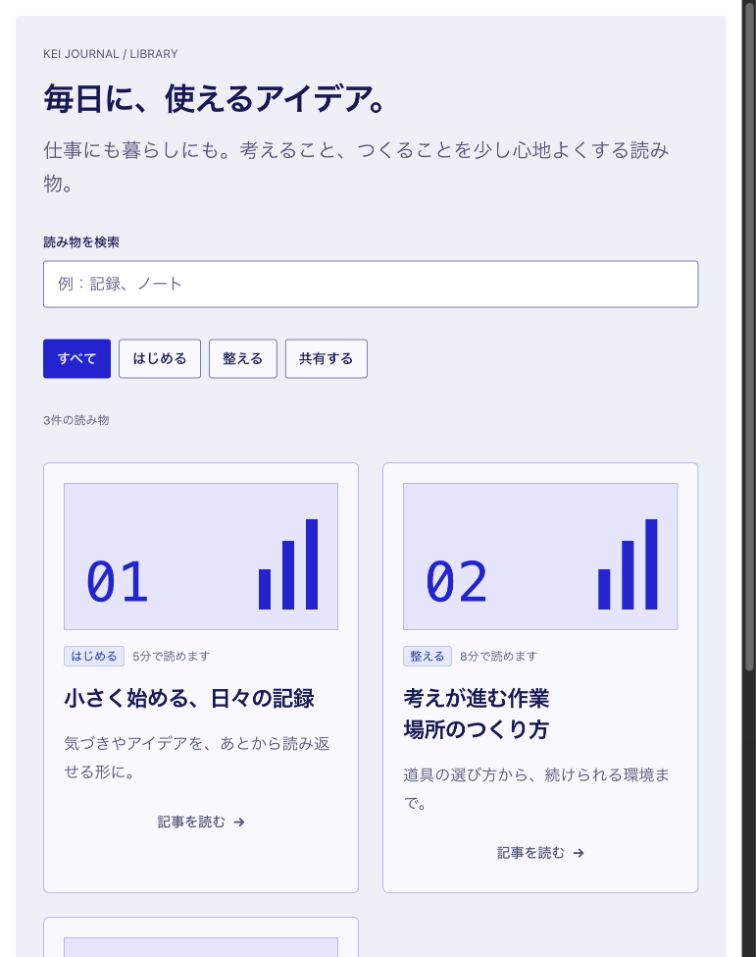 KEI JOURNAL / LIBRARY
毎日に、使えるアイデア。
仕事にも暮らしにも。考えること、つくることを少し心地よくする読み
物。
読み物を検索
例：記録、ノート
すべて
はじめる
整える
共有する
3件の読み物
01
はじめる 5分で読めます
小さく始める、日々の記録
気づきやアイデアを、あとから読み返
せる形に。
記事を読む →
02
整える 8分で読めます
考えが進む作業
場所のつくり方
道具の選び方から、続けられる環境ま
で。
記事を読む →